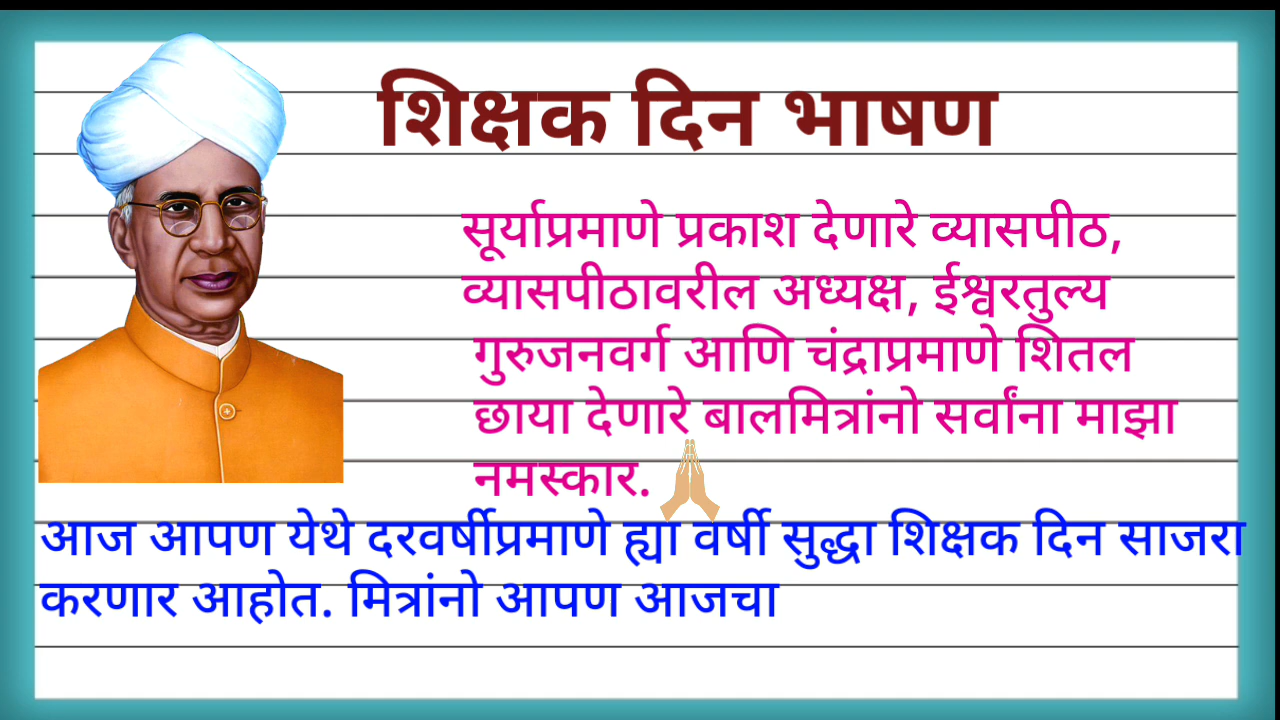 शिक्षक दिन भाषण
सूर्याप्रमाणे प्रकाश देणारे व्यासपीठ,
व्यासपीठावरील अध्यक्ष, ईश्वरतुल्य
गुरुजनवर्ग आणि चंद्राप्रमाणे शितल
छाया देणारे बालमित्रांनो सर्वांना माझा
नमस्कार. 🙏🏼
आज आपण येथे दरवर्षीप्रमाणे ह्या वर्षी सुद्धा शिक्षक दिन साजरा
करणार आहोत. मित्रांनो आपण आजचा